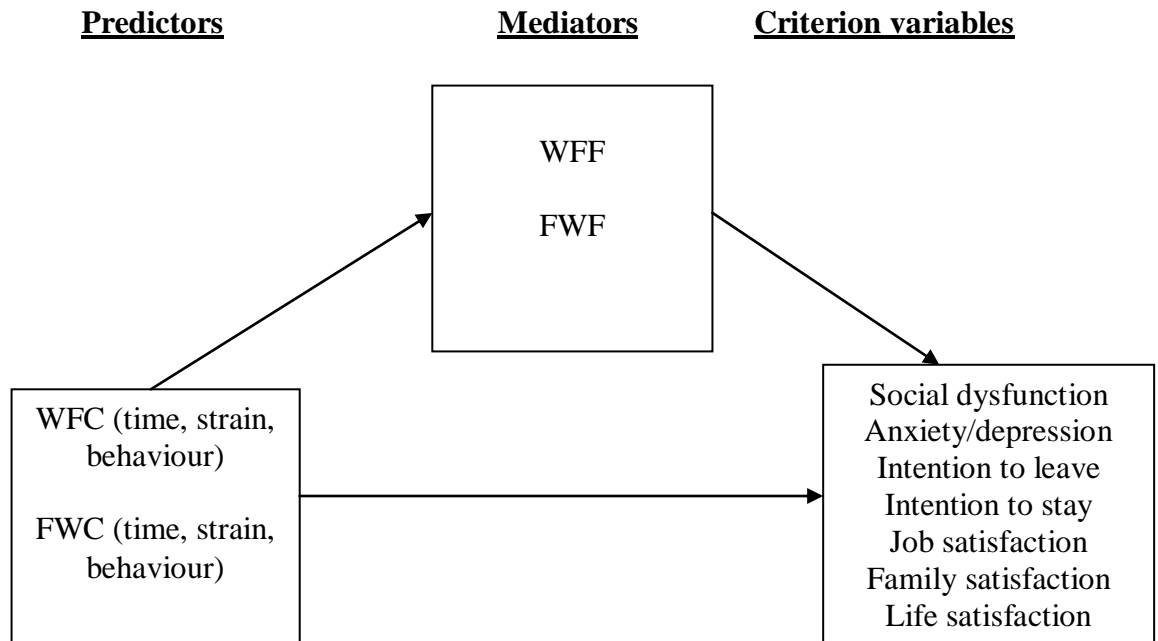 Predictors
Mediators
Criterion variables
WFF
FWF
WFC (time, strain,
behaviour)
FWC (time, strain,
behaviour)
Social dysfunction
Anxiety/depression
Intention to leave
Intention to stay
Job satisfaction
Family satisfaction
Life satisfaction